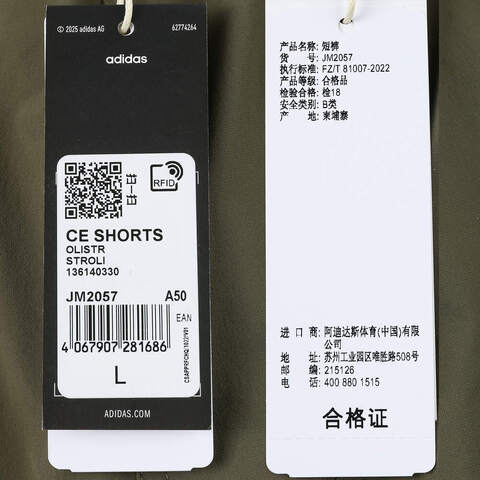 © 2025 adidas AG 62774264
adidas
RFID
CE SHORTS
OLISTR
STROLI
136140330
JM2057 A50
EAN
4 067907 281686
L
ADIDAS.COM
产品名称: 短裤
货 号: JM2057
执行标准: FZ/T 81007-2022
产品等级: 合格品
检验合格: 检18
安全类别: B类
产 地: 柬埔寨
进 口 商: 阿迪达斯体育(中国)有限
公司
地 址: 苏州工业园区唯胜路508号
邮 编: 215126
电 话: 400 880 1515
合格证